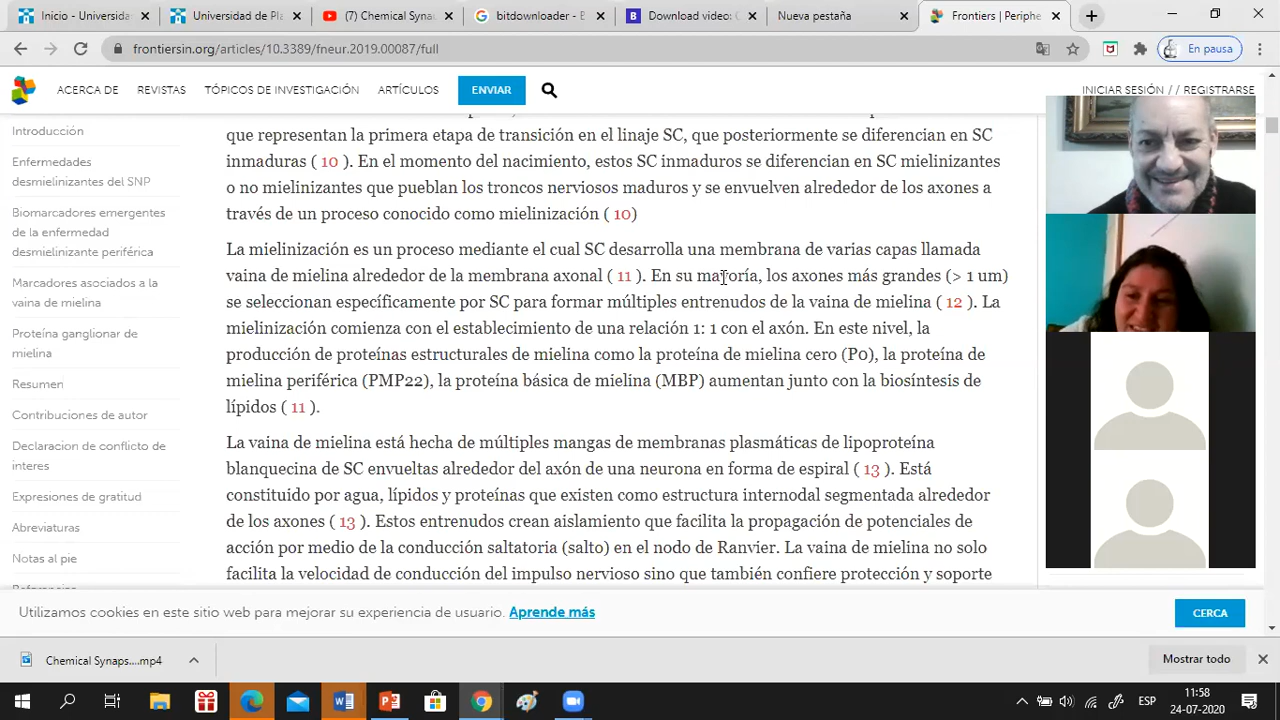 Inicio - Universidad
Universidad de Pla
(7) Chemical Synap
bitdownloader - B
Download video: C
Nueva pestaña
Frontiers | Periphe
frontiersin.org/articles/10.3389/fneur.2019.00087/full
En pausa
ACERCA DE REVISTAS TÓPICOS DE INVESTIGACIÓN ARTÍCULOS ENVIAR
INICIAR SESIÓN // REGISTRARSE
Introducción
Enfermedades
desmielinizantes del SNP
Biomarcadores emergentes
de la enfermedad
desmielinizante periférica
Marcadores asociados a la
vaina de mielina
Proteína ganglionar de
mielina
Resumen
Contribuciones de autor
Declaracion de conflicto de
interes
Expresiones de gratitud
Abreviaturas
Notas al pie
que representan la primera etapa de transición en el linaje SC, que posteriormente se diferencian en SC
inmaduras ( 10 ). En el momento del nacimiento, estos SC inmaduros se diferencian en SC mielinizantes
o no mielinizantes que pueblan los troncos nerviosos maduros y se envuelven alrededor de los axones a
través de un proceso conocido como mielinización ( 10)
La mielinización es un proceso mediante el cual SC desarrolla una membrana de varias capas llamada
vaina de mielina alrededor de la membrana axonal ( 11 ). En su mayoría, los axones más grandes (> 1 um)
se seleccionan específicamente por SC para formar múltiples entrenudos de la vaina de mielina ( 12 ). La
mielinización comienza con el establecimiento de una relación 1: 1 con el axón. En este nivel, la
producción de proteínas estructurales de mielina como la proteína de mielina cero (P0), la proteína de
mielina periférica (PMP22), la proteína básica de mielina (MBP) aumentan junto con la biosíntesis de
lípidos ( 11 ).
La vaina de mielina está hecha de múltiples mangas de membranas plasmáticas de lipoproteína
blanquecina de SC envueltas alrededor del axón de una neurona en forma de espiral ( 13 ). Está
constituido por agua, lípidos y proteínas que existen como estructura internodal segmentada alrededor
de los axones ( 13 ). Estos entrenudos crean aislamiento que facilita la propagación de potenciales de
acción por medio de la conducción saltatoria (salto) en el nodo de Ranvier. La vaina de mielina no solo
facilita la velocidad de conducción del impulso nervioso sino que también confiere protección y soporte
Utilizamos cookies en este sitio web para mejorar su experiencia de usuario. Aprende más
CERCA
Chemical Synaps....mp4
Mostrar todo
ESP
11:58
24-07-2020